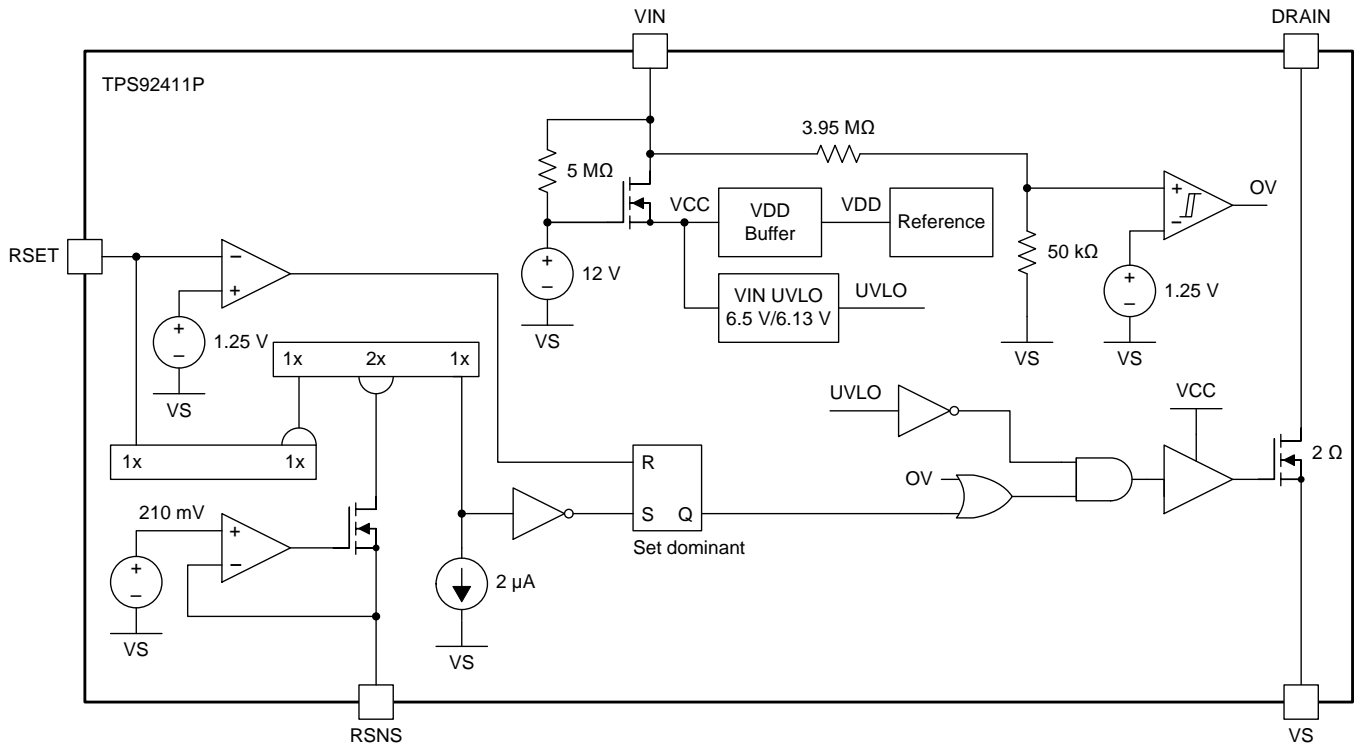 VIN
DRAIN
TPS92411P
3.95 MΩ
5 MΩ
VCC
VDD
Buffer
VDD
Reference
OV
RSET
12 V
50 kΩ
VIN UVLO
6.5 V/6.13 V
UVLO
1.25 V
1.25 V
VS
VS
VS
1x
2x
1x
VS
UVLO
VCC
1x
1x
R
2 Ω
OV
210 mV
S
Q
Set dominant
2 µA
VS
VS
RSNS
VS